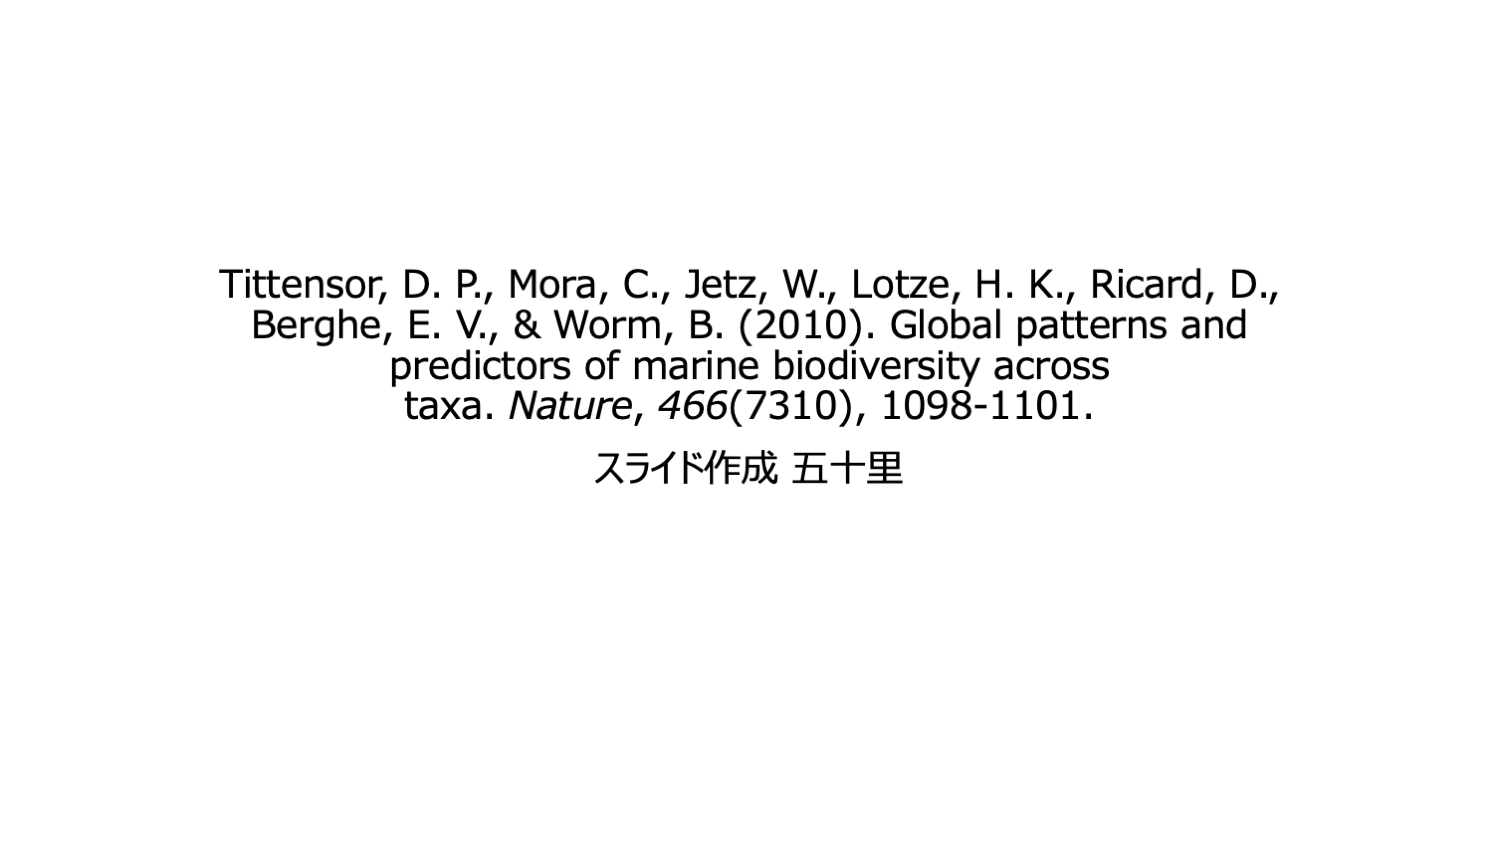 Tittensor, D. P., Mora, C., Jetz, W., Lotze, H. K., Ricard, D.,
Berghe, E. V., & Worm, B. (2010). Global patterns and
predictors of marine biodiversity across
taxa. Nature, 466(7310), 1098-1101.
スライド作成 五十里